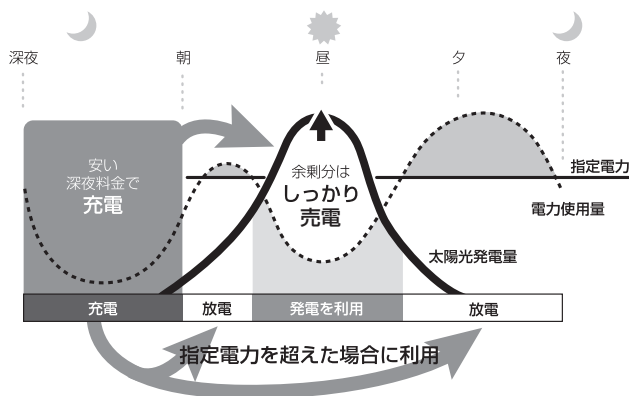 深夜
朝
昼
夕
夜
安い
深夜料金で
充電
余剰分は
しっかり
売電
指定電力
電力使用量
太陽光発電量
充電
放電
発電を利用
放電
指定電力を超えた場合に利用